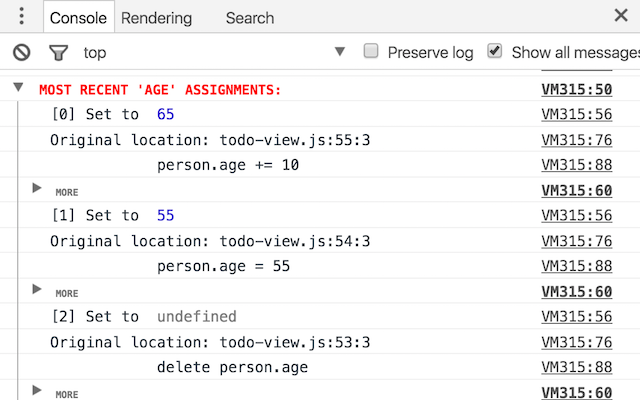 Console Rendering Search
top Preserve log Show all messages
MOST RECENT 'AGE' ASSIGNMENTS: VM315:50
[0] Set to 65 VM315:56
Original location: todo-view.js:55:3 VM315:76
person.age += 10 VM315:88
MORE VM315:60
[1] Set to 55 VM315:56
Original location: todo-view.js:54:3 VM315:76
person.age = 55 VM315:88
MORE VM315:60
[2] Set to undefined VM315:56
Original location: todo-view.js:53:3 VM315:76
delete person.age VM315:88
MORE VM315:60